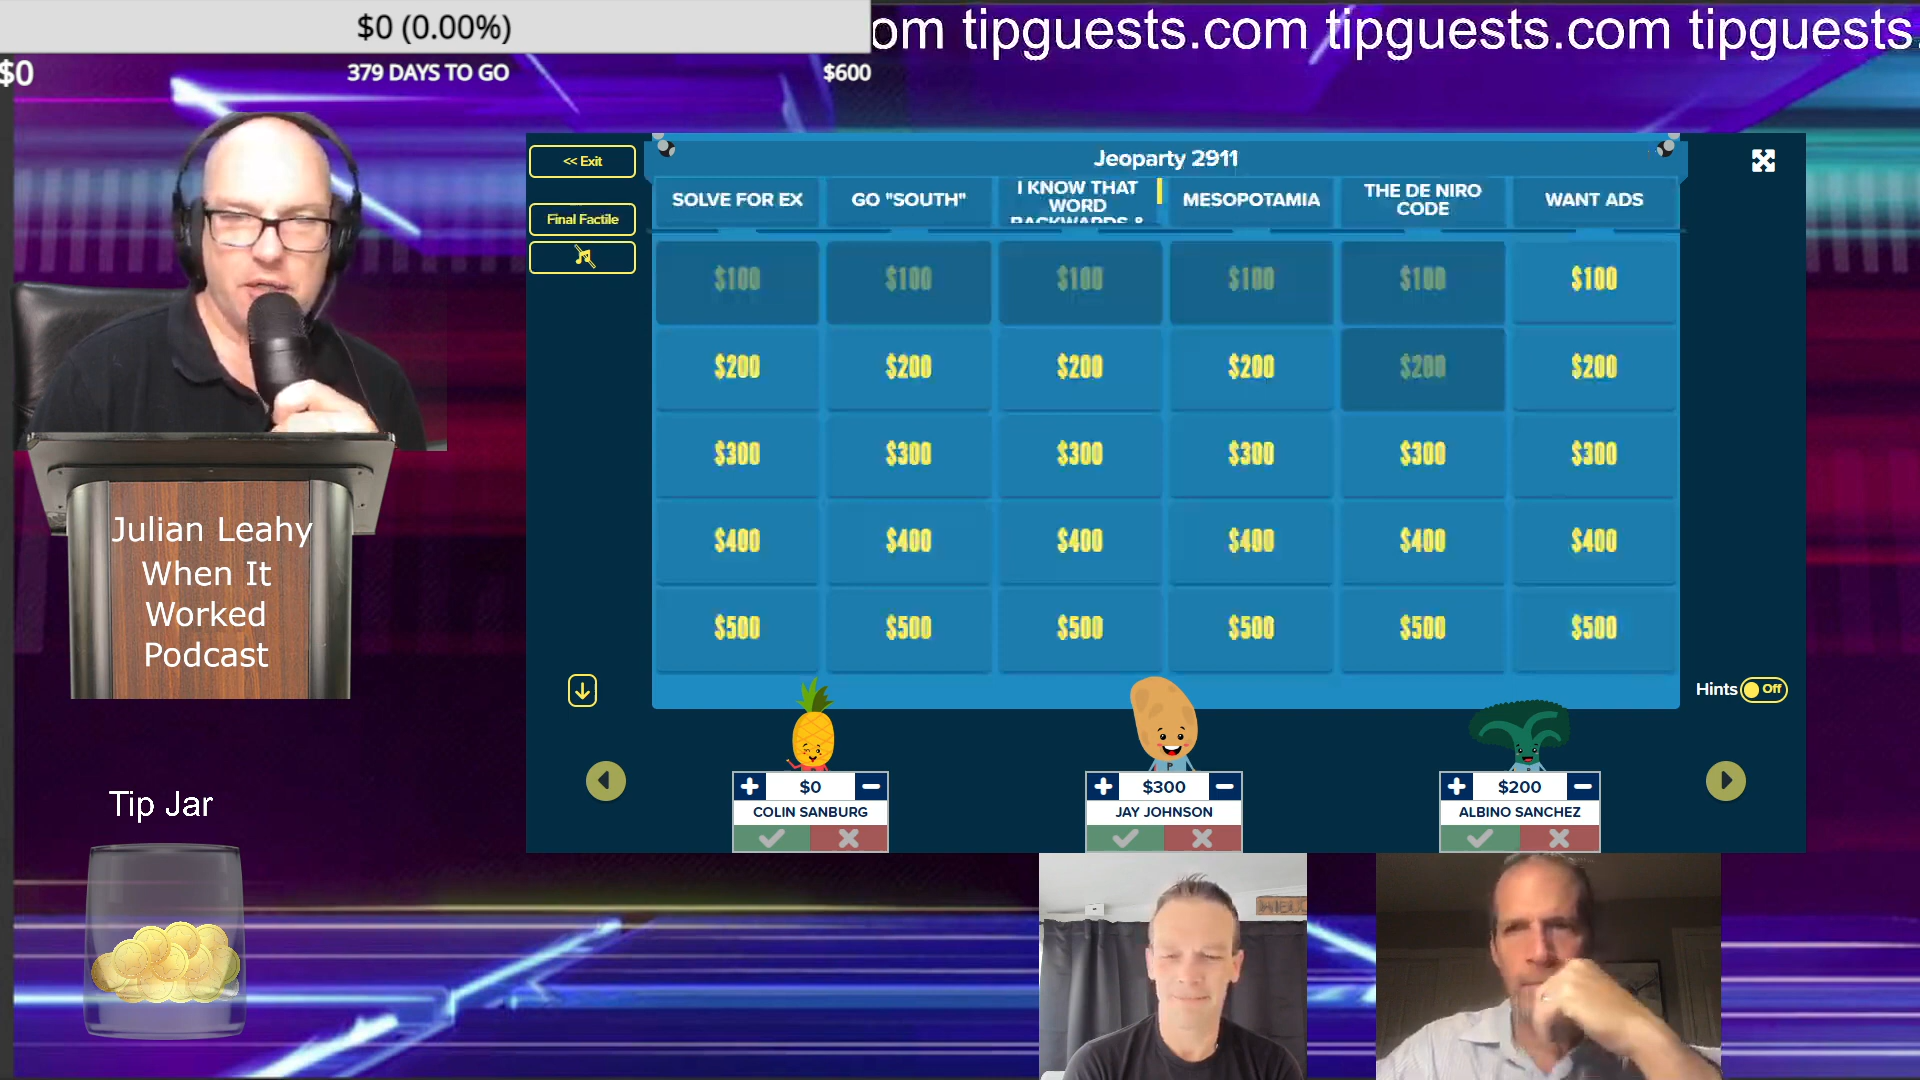 $0 (0.00%)
om tipguests.com tipguests.com tipguests.
$0
379 DAYS TO GO
$600
<< Exit
Final Factile
Jeoparty 2911
SOLVE FOR EX
GO "SOUTH"
I KNOW THAT
WORD
BACKWARDS &
MESOPOTAMIA
THE DE NIRO
CODE
WANT ADS
$100 $100 $100 $100 $100 $100
$200 $200 $200 $200 $200 $200
$300 $300 $300 $300 $300 $300
$400 $400 $400 $400 $400 $400
$500 $500 $500 $500 $500 $500
Hints Off
Julian Leahy
When It
Worked
Podcast
Tip Jar
P
$0
COLIN SANBURG
$300
JAY JOHNSON
$200
ALBINO SANCHEZ